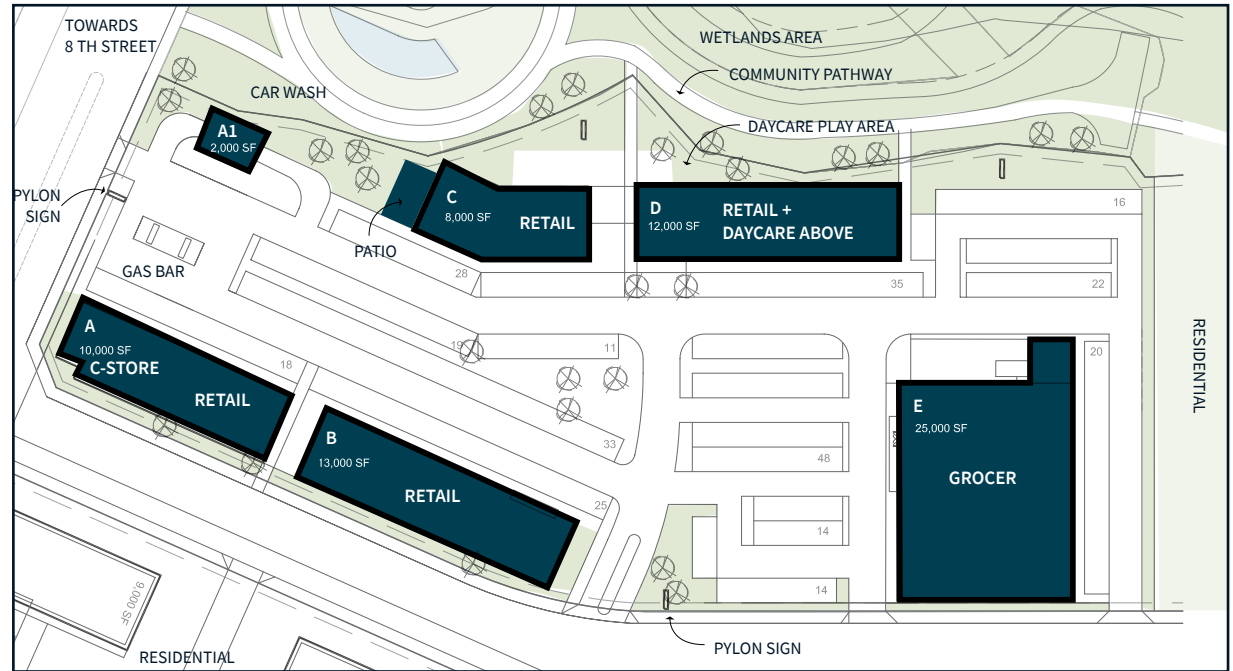 TOWARDS
8 TH STREET
WETLANDS AREA
COMMUNITY PATHWAY
CAR WASH
DAYCARE PLAY AREA
A1
2,000 SF
PYLON
SIGN
C
8,000 SF
RETAIL
D
12,000 SF
RETAIL +
DAYCARE ABOVE
16
PATIO
GAS BAR
28
35
22
A
10,000 SF
C-STORE
RETAIL
18
19
11
20
RESIDENTIAL
B
13,000 SF
RETAIL
33
48
E
25,000 SF
GROCER
25
14
14
9,000 SF
PYLON SIGN
RESIDENTIAL